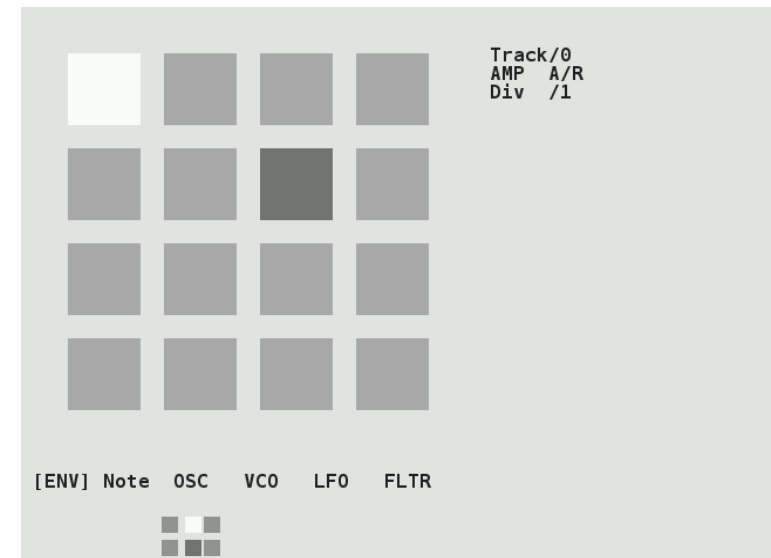 Track/0
AMP A/R
Div /1
[ENV] Note OSC VCO LFO FLTR